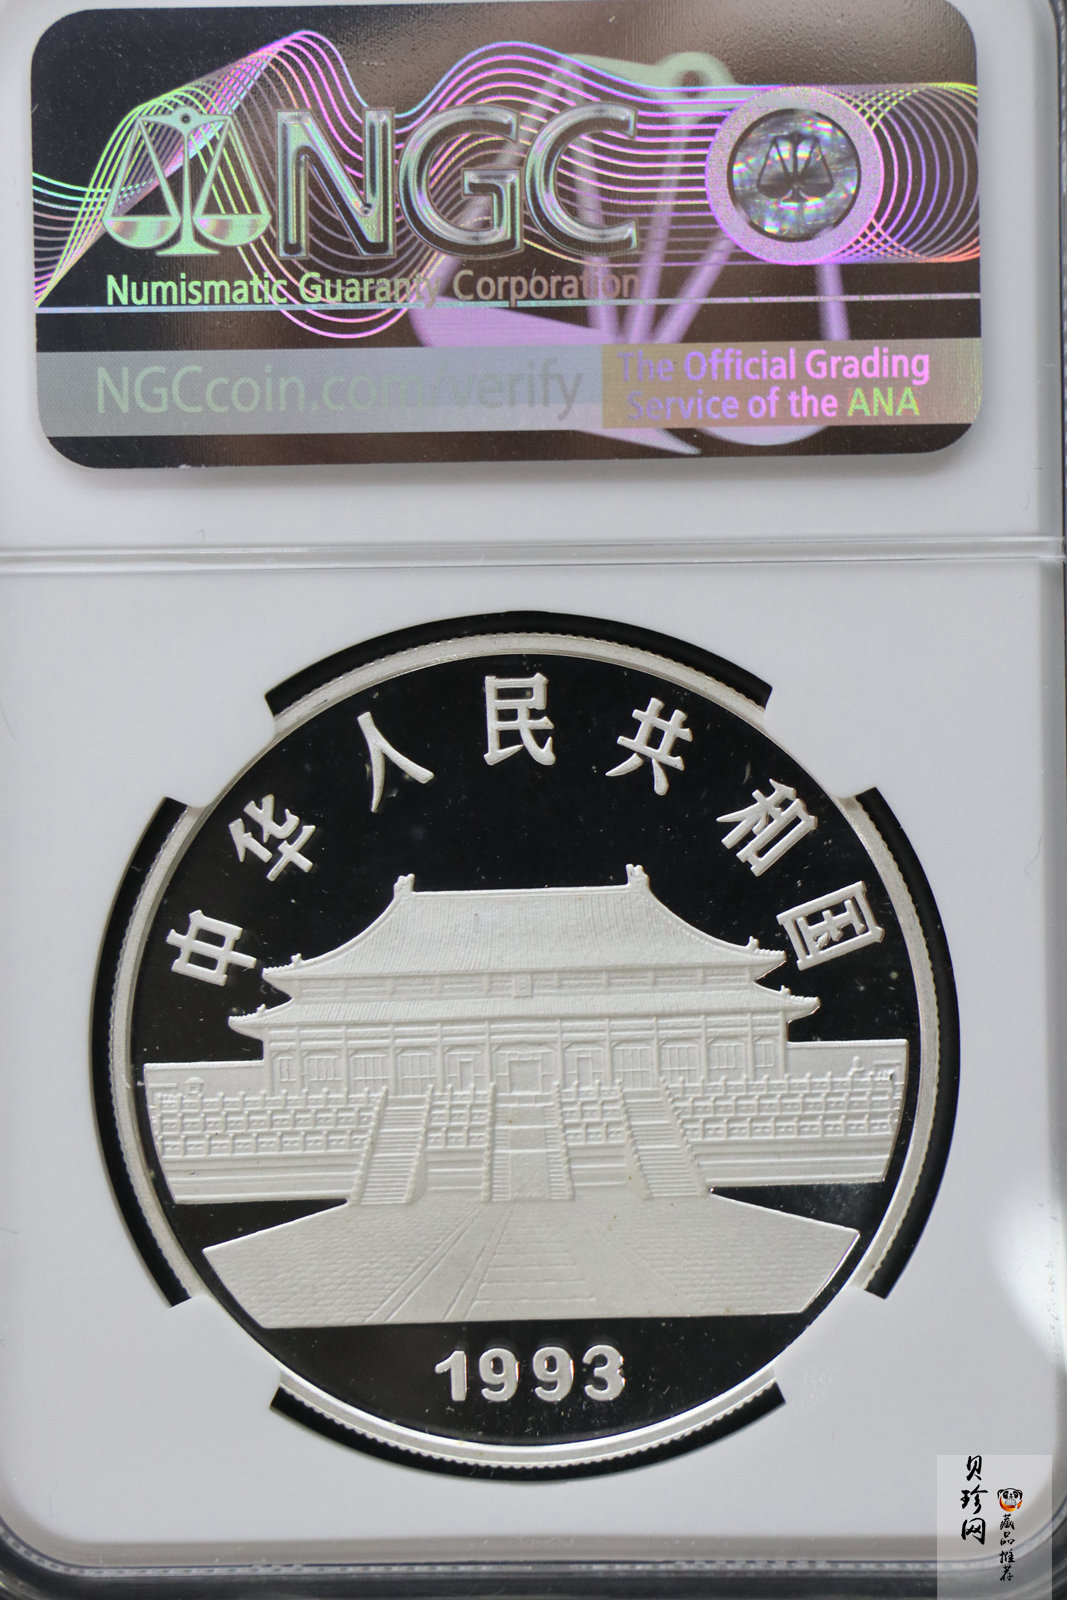 NGC
Numismatic Guaranty Corporation
NGCcoin.com/verify
The Official Grading
Service of the ANA
中华人民共和国
1993
贝珍网
藏品推荐